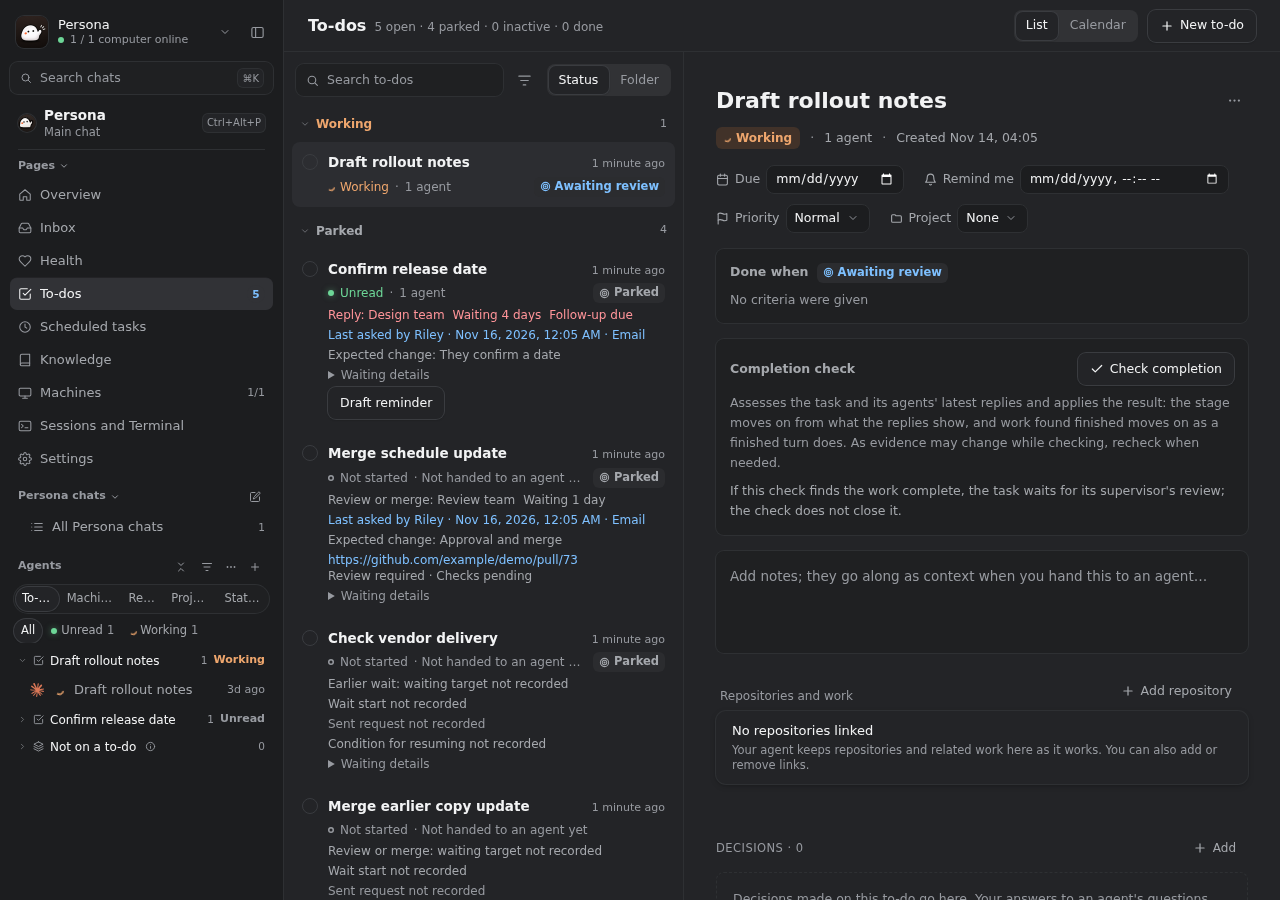 Persona
1 / 1 computer online
Search chats
⌘K
Persona
Main chat
Ctrl+Alt+P
Pages
Overview
Inbox
Health
To-dos 5
Scheduled tasks
Knowledge
Machines 1/1
Sessions and Terminal
Settings
Persona chats
All Persona chats 1
Agents
To-… Machi… Re… Proj… Stat…
All Unread 1 Working 1
Draft rollout notes 1 Working
Draft rollout notes 3d ago
Confirm release date 1 Unread
Not on a to-do 0
To-dos 5 open · 4 parked · 0 inactive · 0 done
List Calendar
New to-do
Search to-dos
Status Folder
Working 1
Draft rollout notes 1 minute ago
Working · 1 agent Awaiting review
Parked 4
Confirm release date 1 minute ago
Unread · 1 agent Parked
Reply: Design team Waiting 4 days Follow-up due
Last asked by Riley · Nov 16, 2026, 12:05 AM · Email
Expected change: They confirm a date
Waiting details
Draft reminder
Merge schedule update 1 minute ago
Not started · Not handed to an agent … Parked
Review or merge: Review team Waiting 1 day
Last asked by Riley · Nov 16, 2026, 12:05 AM · Email
Expected change: Approval and merge
https://github.com/example/demo/pull/73
Review required · Checks pending
Waiting details
Check vendor delivery 1 minute ago
Not started · Not handed to an agent … Parked
Earlier wait: waiting target not recorded
Wait start not recorded
Sent request not recorded
Condition for resuming not recorded
Waiting details
Merge earlier copy update 1 minute ago
Not started · Not handed to an agent yet
Review or merge: waiting target not recorded
Wait start not recorded
Sent request not recorded
Draft rollout notes
Working · 1 agent · Created Nov 14, 04:05
Due mm/dd/yyyy Remind me mm/dd/yyyy, --:-- --
Priority Normal Project None
Done when Awaiting review
No criteria were given
Completion check
Check completion
Assesses the task and its agents' latest replies and applies the result: the stage
moves on from what the replies show, and work found finished moves on as a
finished turn does. As evidence may change while checking, recheck when
needed.
If this check finds the work complete, the task waits for its supervisor's review;
the check does not close it.
Add notes; they go along as context when you hand this to an agent…
Repositories and work
Add repository
No repositories linked
Your agent keeps repositories and related work here as it works. You can also add or
remove links.
DECISIONS · 0
Add
Decisions made on this to-do go here. Your answers to an agent's questions